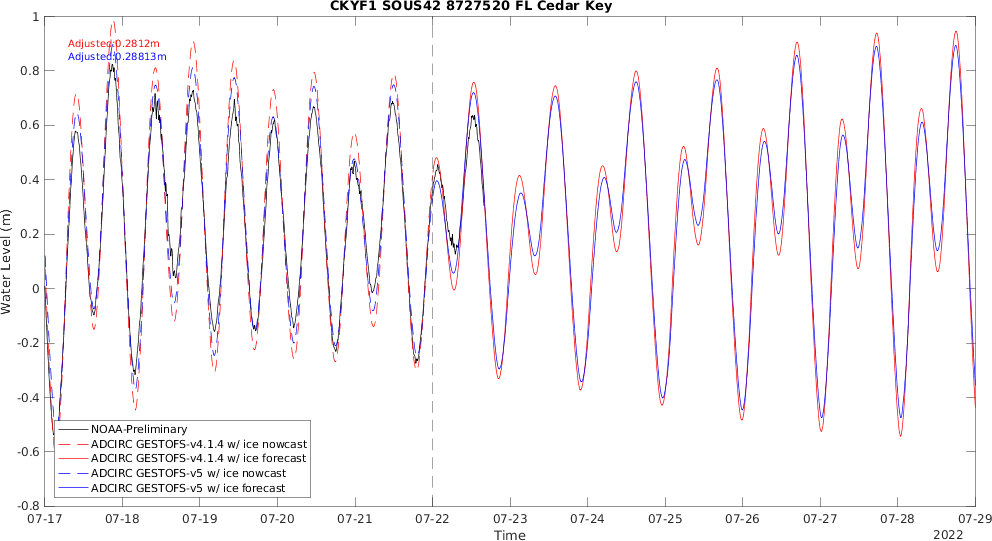 CKYF1 SOUS42 8727520 FL Cedar Key
1
0.8
0.6
0.4
0.2
0
-0.2
-0.4
-0.6
-0.8
Water Level (m)
Adjusted:0.2812m
Adjusted:0.28813m
NOAA-Preliminary
ADCIRC GESTOFS-v4.1.4 w/ ice nowcast
ADCIRC GESTOFS-v4.1.4 w/ ice forecast
ADCIRC GESTOFS-v5 w/ ice nowcast
ADCIRC GESTOFS-v5 w/ ice forecast
07-17 07-18 07-19 07-20 07-21 07-22 07-23 07-24 07-25 07-26 07-27 07-28 07-29
Time
2022